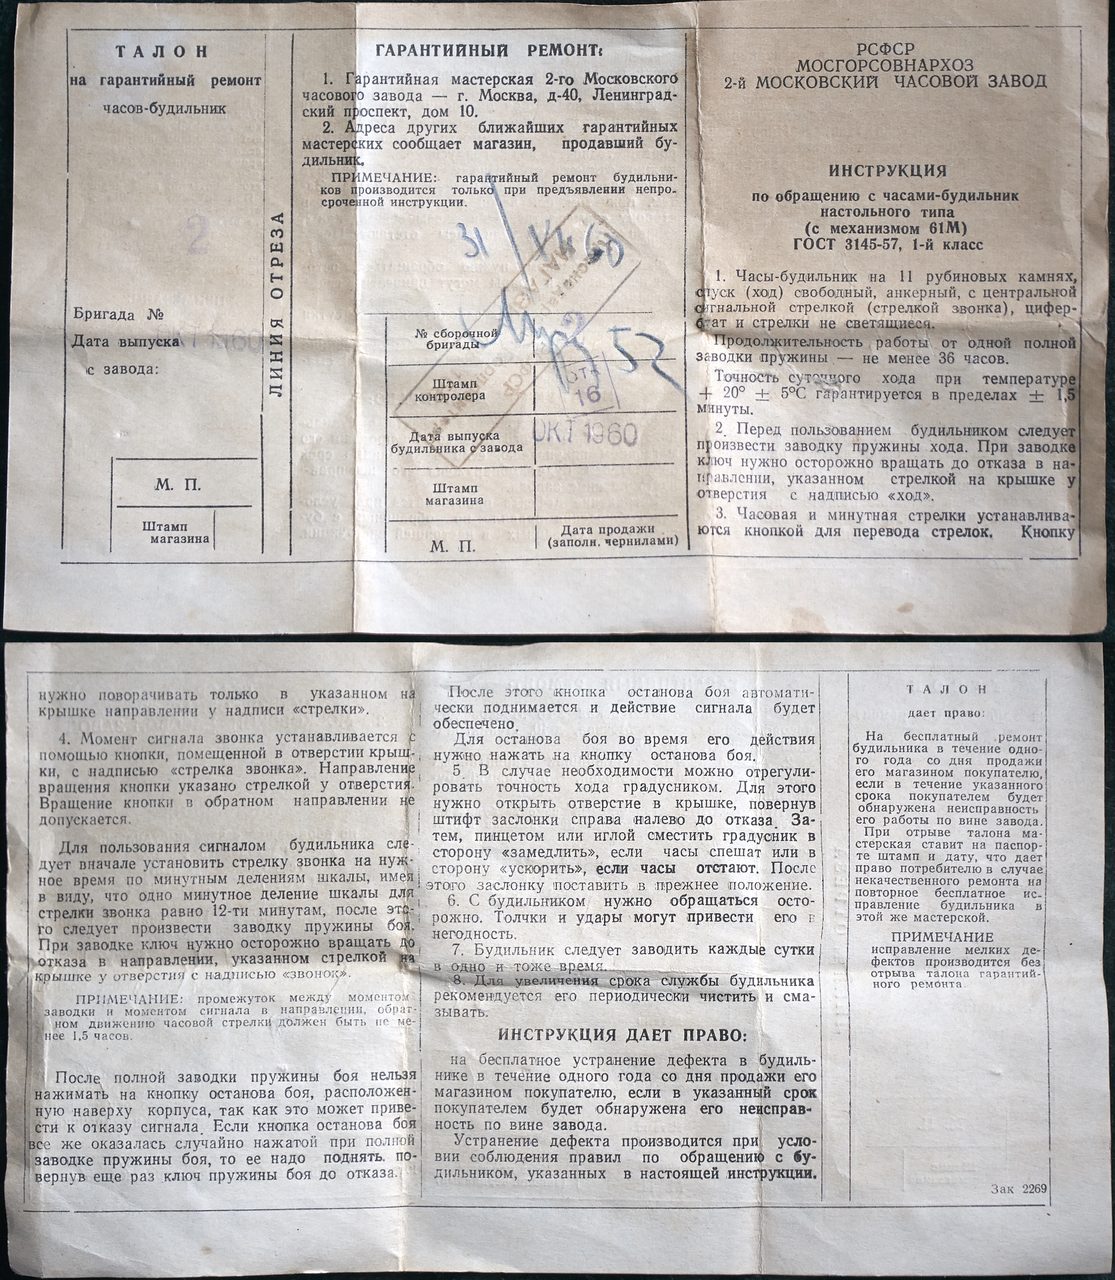 ТАЛОН
на гарантийный ремонт
часов-будильник
2
Бригада №
Дата выпуска
ОКТ 1960
с завода:
М. П.
Штамп
магазина
ЛИНИЯ ОТРЕЗА
ГАРАНТИЙНЫЙ РЕМОНТ:
1. Гарантийная мастерская 2-го Московского
часового завода — г. Москва, д-40, Ленинград-
ский проспект, дом 10.
2. Адреса других ближайших гарантийных
мастерских сообщает магазин, продавший бу-
дильник.
ПРИМЕЧАНИЕ: гарантийный ремонт будильни-
ков производится только при предъявлении непро-
сроченной инструкции.
31
60
52
№ сборочной
бригады
2
Штамп
контролера
ОТК
16
Дата выпуска
будильника с завода
ОКТ 1960
Штамп
магазина
М. П.
Дата продажи
(заполн. чернилами)
РСФСР
МОСГОРСОВНАРХОЗ
2-й МОСКОВСКИЙ ЧАСОВОЙ ЗАВОД
ИНСТРУКЦИЯ
по обращению с часами-будильник
настольного типа
(с механизмом 61М)
ГОСТ 3145-57, 1-й класс
1. Часы-будильник на 11 рубиновых камнях,
спуск (ход) свободный, анкерный, с центральной
сигнальной стрелкой (стрелкой звонка), цифер-
блат и стрелки не светящиеся.
Продолжительность работы от одной полной
заводки пружины — не менее 36 часов.
Точность суточного хода при температуре
+ 20° ± 5°С гарантируется в пределах ± 1,5
минуты.
2. Перед пользованием будильником следует
произвести заводку пружины хода. При заводке
ключ нужно осторожно вращать до отказа в на-
правлении, указанном стрелкой на крышке у
отверстия с надписью «ход».
3. Часовая и минутная стрелки устанавлива-
ются кнопкой для перевода стрелок. Кнопку
нужно поворачивать только в указанном на
крышке направлении у надписи «стрелки».
4. Момент сигнала звонка устанавливается с
помощью кнопки, помещенной в отверстии крыш-
ки, с надписью «стрелка звонка». Направление
вращения кнопки указано стрелкой у отверстия.
Вращение кнопки в обратном направлении не
допускается.
Для пользования сигналом будильника сле-
дует вначале установить стрелку звонка на нуж-
ное время по минутным делениям шкалы, имея
в виду, что одно минутное деление шкалы для
стрелки звонка равно 12-ти минутам, после это-
го следует произвести заводку пружины боя.
При заводке ключ нужно осторожно вращать до
отказа в направлении, указанном стрелкой на
крышке у отверстия с надписью «звонок».
ПРИМЕЧАНИЕ: промежуток между моментом
заводки и моментом сигнала в направлении, обрат-
ном движению часовой стрелки должен быть не ме-
нее 1,5 часов.
После полной заводки пружины боя нельзя
нажимать на кнопку останова боя, расположен-
ную наверху корпуса, так как это может приве-
сти к отказу сигнала. Если кнопка останова боя
все же оказалась случайно нажатой при полной
заводке пружины боя, то ее надо поднять, по-
вернув еще раз ключ пружины боя до отказа.
После этого кнопка останова боя автомати-
чески поднимается и действие сигнала будет
обеспечено.
Для останова боя во время его действия
нужно нажать на кнопку останова боя.
5. В случае необходимости можно отрегули-
ровать точность хода градусником. Для этого
нужно открыть отверстие в крышке, повернув
штифт заслонки справа налево до отказа. За-
тем, пинцетом или иглой сместить градусник в
сторону «замедлить», если часы спешат или в
сторону «ускорить», если часы отстают. После
этого заслонку поставить в прежнее положение.
6. С будильником нужно обращаться осто-
рожно. Толчки и удары могут привести его в
негодность.
7. Будильник следует заводить каждые сутки
в одно и тоже время.
8. Для увеличения срока службы будильника
рекомендуется его периодически чистить и сма-
зывать.
ИНСТРУКЦИЯ ДАЕТ ПРАВО:
на бесплатное устранение дефекта в будиль-
нике в течение одного года со дня продажи его
магазином покупателю, если в указанный срок
покупателем будет обнаружена его неисправ-
ность по вине завода.
Устранение дефекта производится при усло-
вии соблюдения правил по обращению с бу-
дильником, указанных в настоящей инструкции.
ТАЛОН
дает право:
На бесплатный ремонт
будильника в течение одно-
го года со дня продажи
его магазином покупателю,
если в течение указанного
срока покупателем будет
обнаружена неисправность
его работы по вине завода.
При отрыве талона ма-
стерская ставит на паспор-
те штамп и дату, что дает
право потребителю в случае
некачественного ремонта на
повторное бесплатное ис-
правление будильника в
этой же мастерской.
ПРИМЕЧАНИЕ
исправление мелких де-
фектов производится без
отрыва талона гарантий-
ного ремонта
Зак 2269